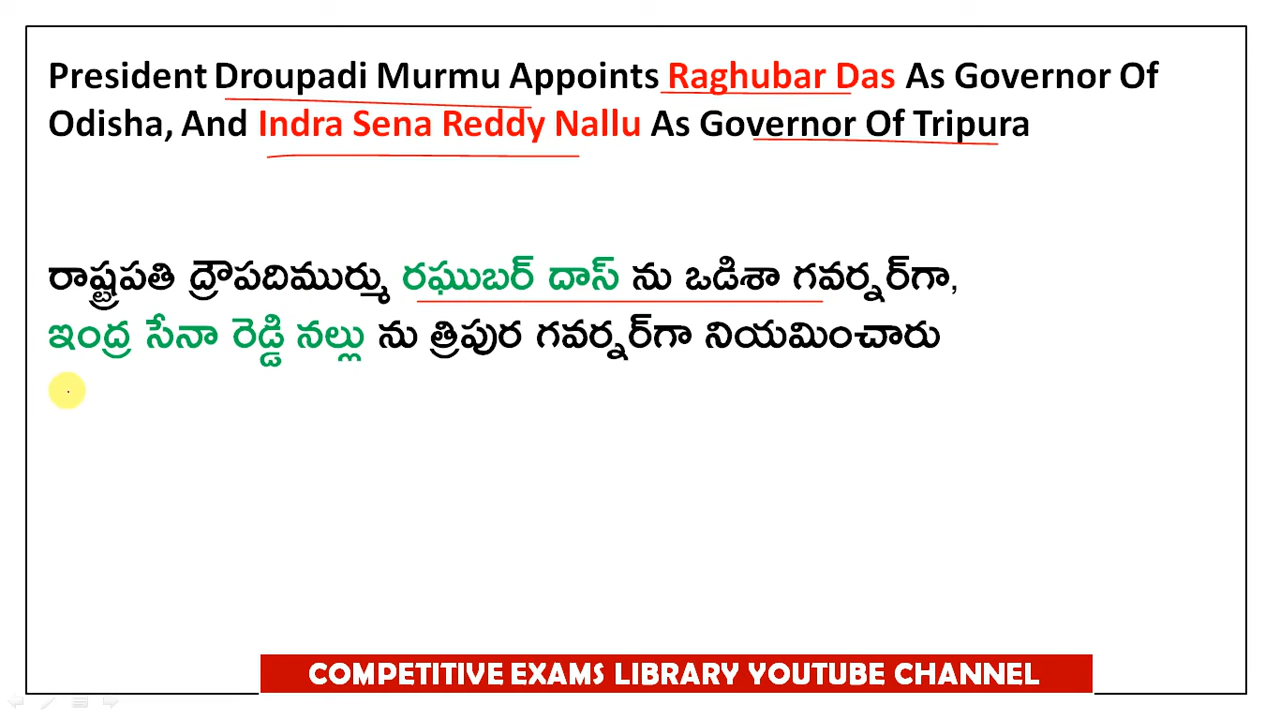 President Droupadi Murmu Appoints Raghubar Das As Governor Of
Odisha, And Indra Sena Reddy Nallu As Governor Of Tripura
రాష్ట్రపతి ద్రౌపదిముర్ము రఘుబర్ దాస్ ను ఒడిశా గవర్నర్‌గా,
ఇంద్ర సేనా రెడ్డి నల్లు ను త్రిపుర గవర్నర్‌గా నియమించారు
COMPETITIVE EXAMS LIBRARY YOUTUBE CHANNEL